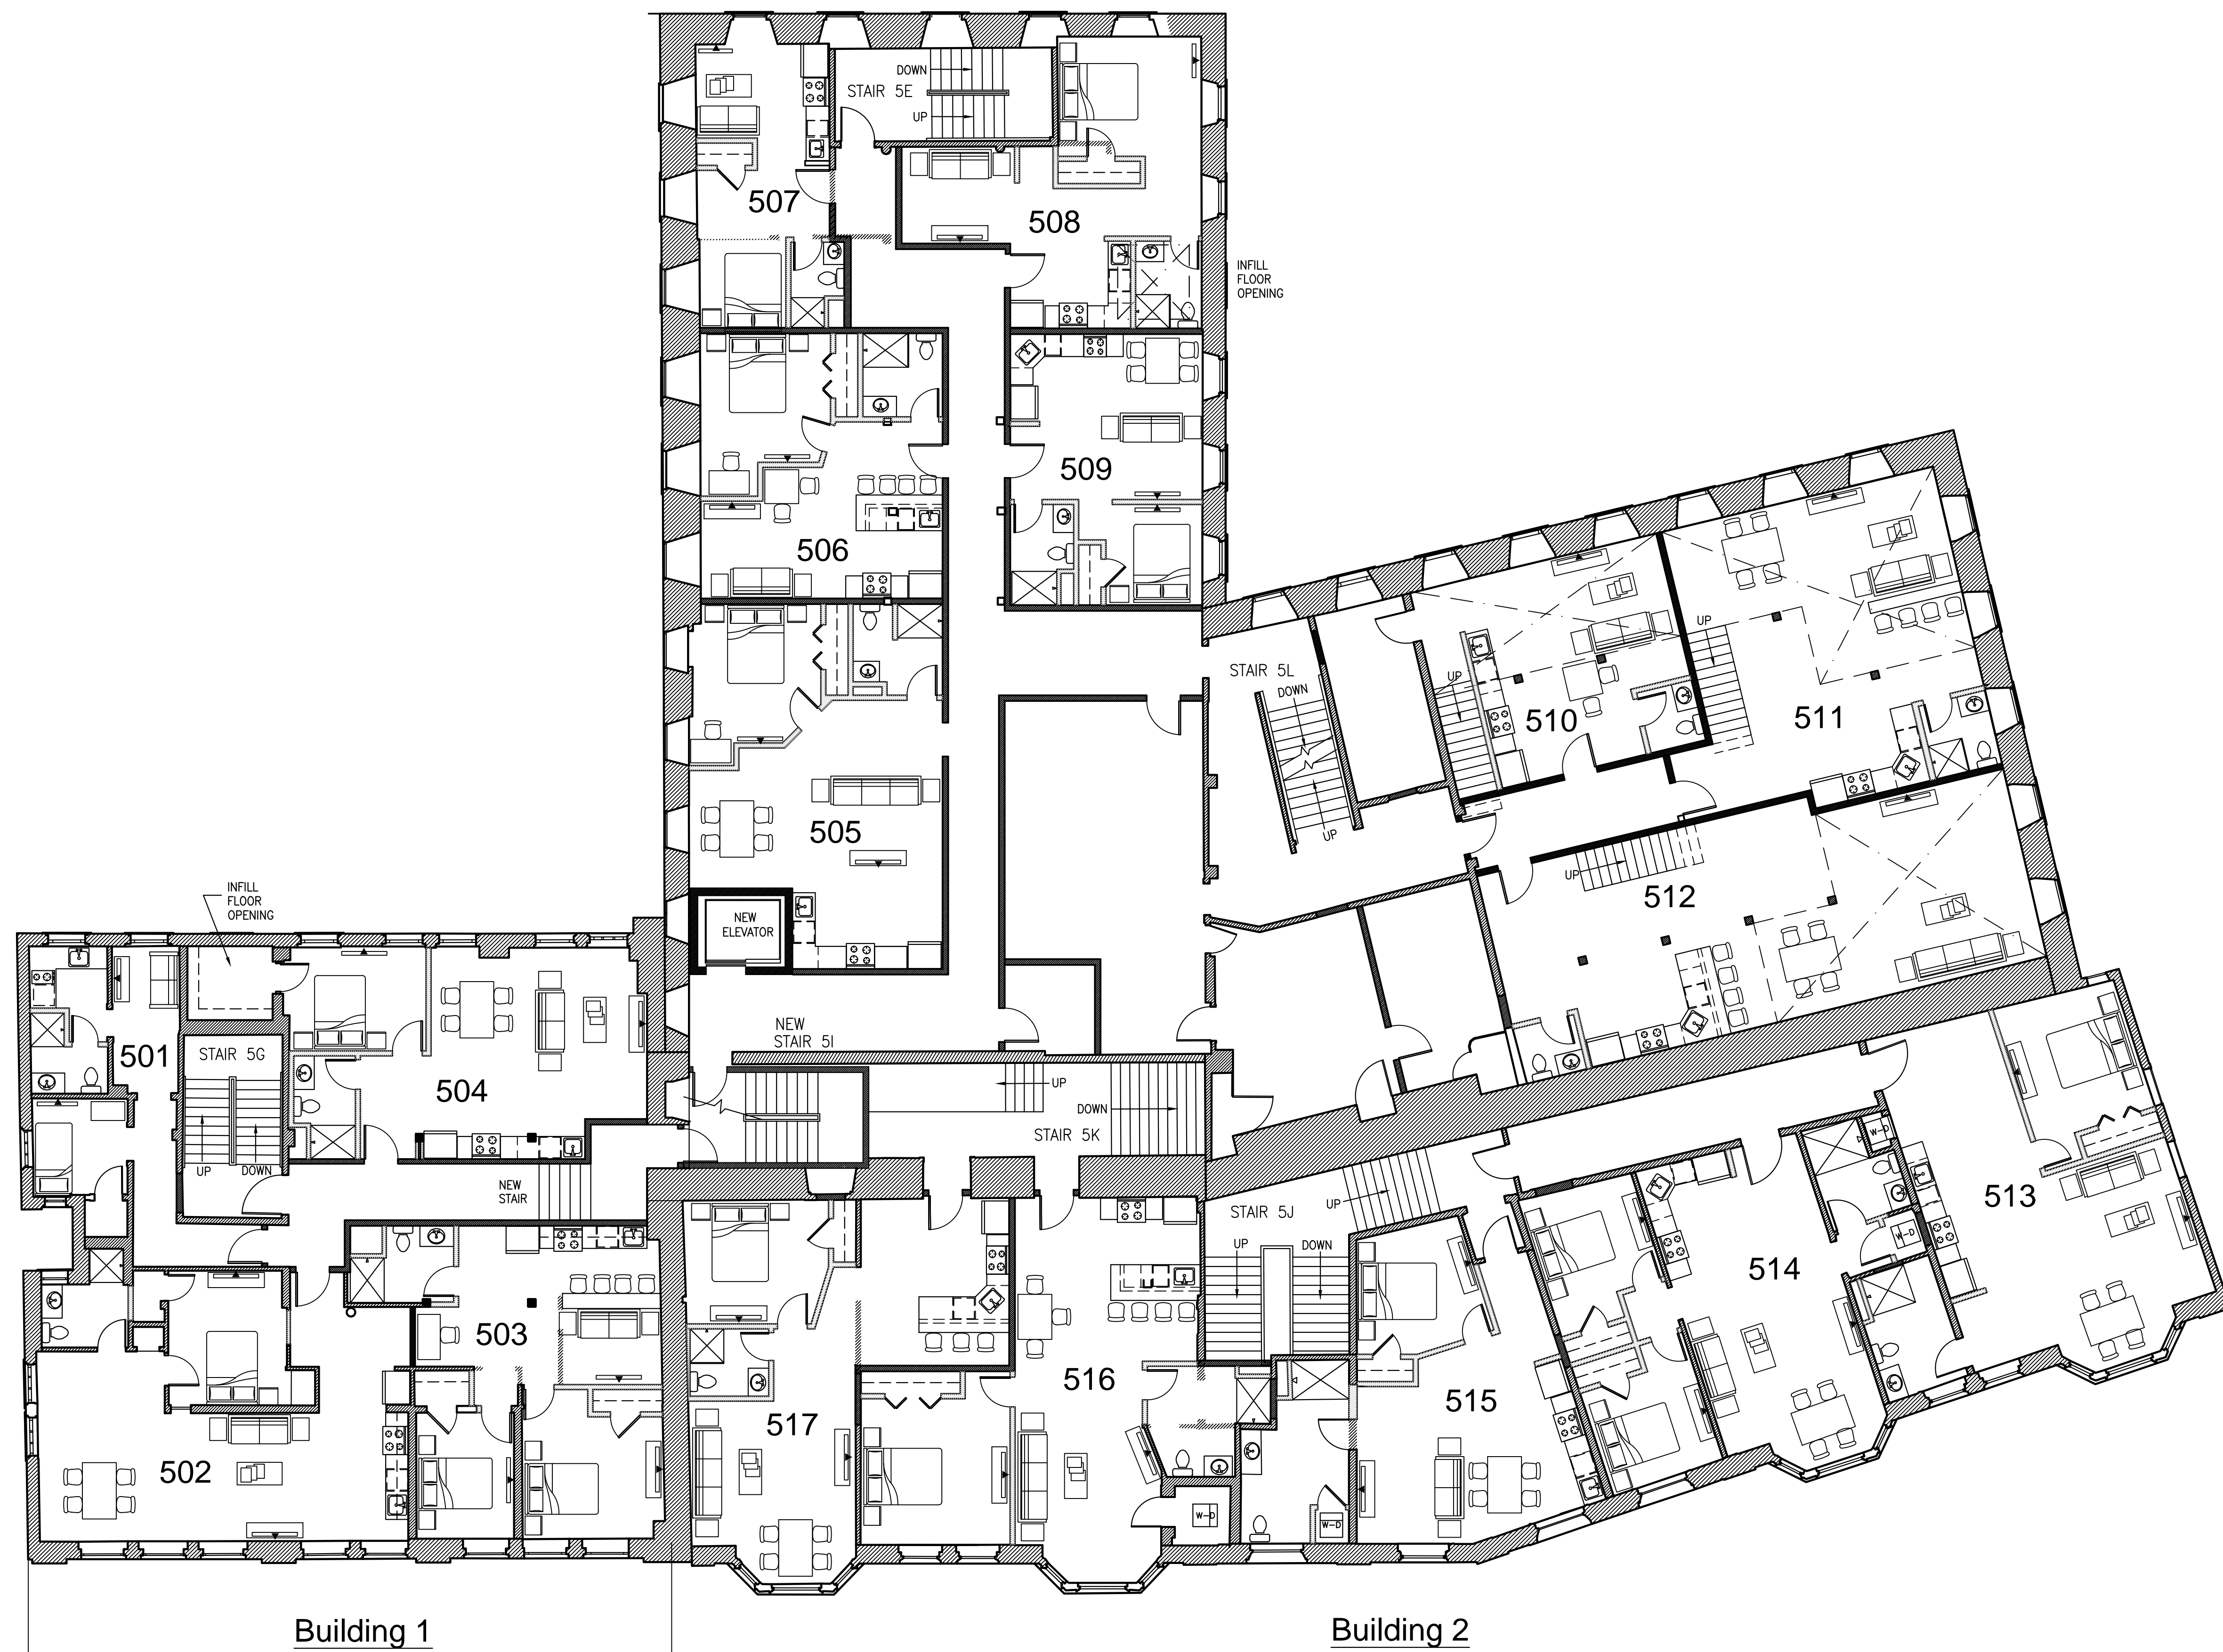 DOWN
STAIR 5E
UP
507
508
INFILL
FLOOR
OPENING
509
506
UP
STAIR 5L
DOWN
UP
510
511
505
UP
UP
512
INFILL
FLOOR
OPENING
NEW
ELEVATOR
NEW
STAIR 5I
501
STAIR 5G
504
UP
DOWN
STAIR 5K
W-D
UP
DOWN
NEW
STAIR
UP
STAIR 5J
513
W-D
UP
DOWN
514
503
516
515
517
502
W-D
W-D
Building 1
Building 2